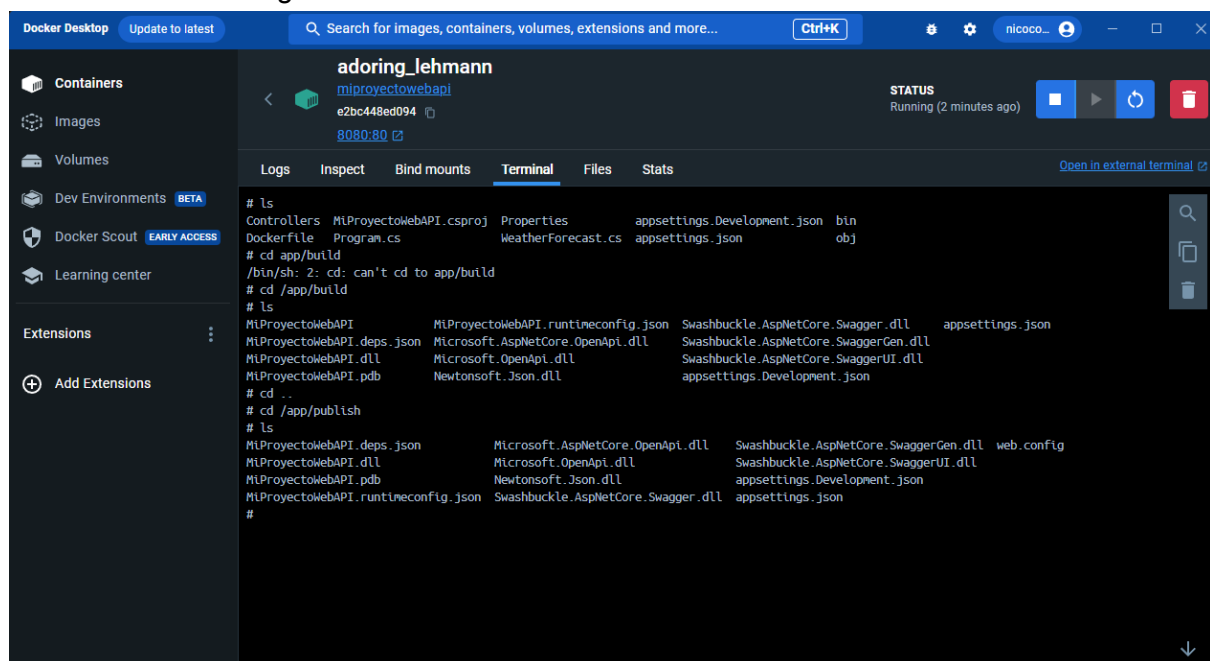 Docker Desktop Update to latest Search for images, containers, volumes, extensions and more... Ctrl+K nicoco_
Containers
Images
Volumes
Dev Environments BETA
Docker Scout EARLY ACCESS
Learning center
Extensions
Add Extensions
adoring_lehmann
miproyectowebapi
e2bc448ed094
8080:80
STATUS
Running (2 minutes ago)
Logs Inspect Bind mounts Terminal Files Stats Open in external terminal
# ls
Controllers MiProyectoWebAPI.csproj Properties appsettings.Development.json bin
Dockerfile Program.cs WeatherForecast.cs appsettings.json obj
# cd app/build
/bin/sh: 2: cd: can't cd to app/build
# cd /app/build
# ls
MiProyectoWebAPI MiProyectoWebAPI.runtimeconfig.json Swashbuckle.AspNetCore.Swagger.dll appsettings.json
MiProyectoWebAPI.deps.json Microsoft.AspNetCore.OpenApi.dll Swashbuckle.AspNetCore.SwaggerGen.dll
MiProyectoWebAPI.dll Microsoft.OpenApi.dll Swashbuckle.AspNetCore.SwaggerUI.dll
MiProyectoWebAPI.pdb Newtonsoft.Json.dll appsettings.Development.json
# cd ..
# cd /app/publish
# ls
MiProyectoWebAPI.deps.json Microsoft.AspNetCore.OpenApi.dll Swashbuckle.AspNetCore.SwaggerGen.dll web.config
MiProyectoWebAPI.dll Microsoft.OpenApi.dll Swashbuckle.AspNetCore.SwaggerUI.dll
MiProyectoWebAPI.pdb Newtonsoft.Json.dll appsettings.Development.json
MiProyectoWebAPI.runtimeconfig.json Swashbuckle.AspNetCore.Swagger.dll appsettings.json
#